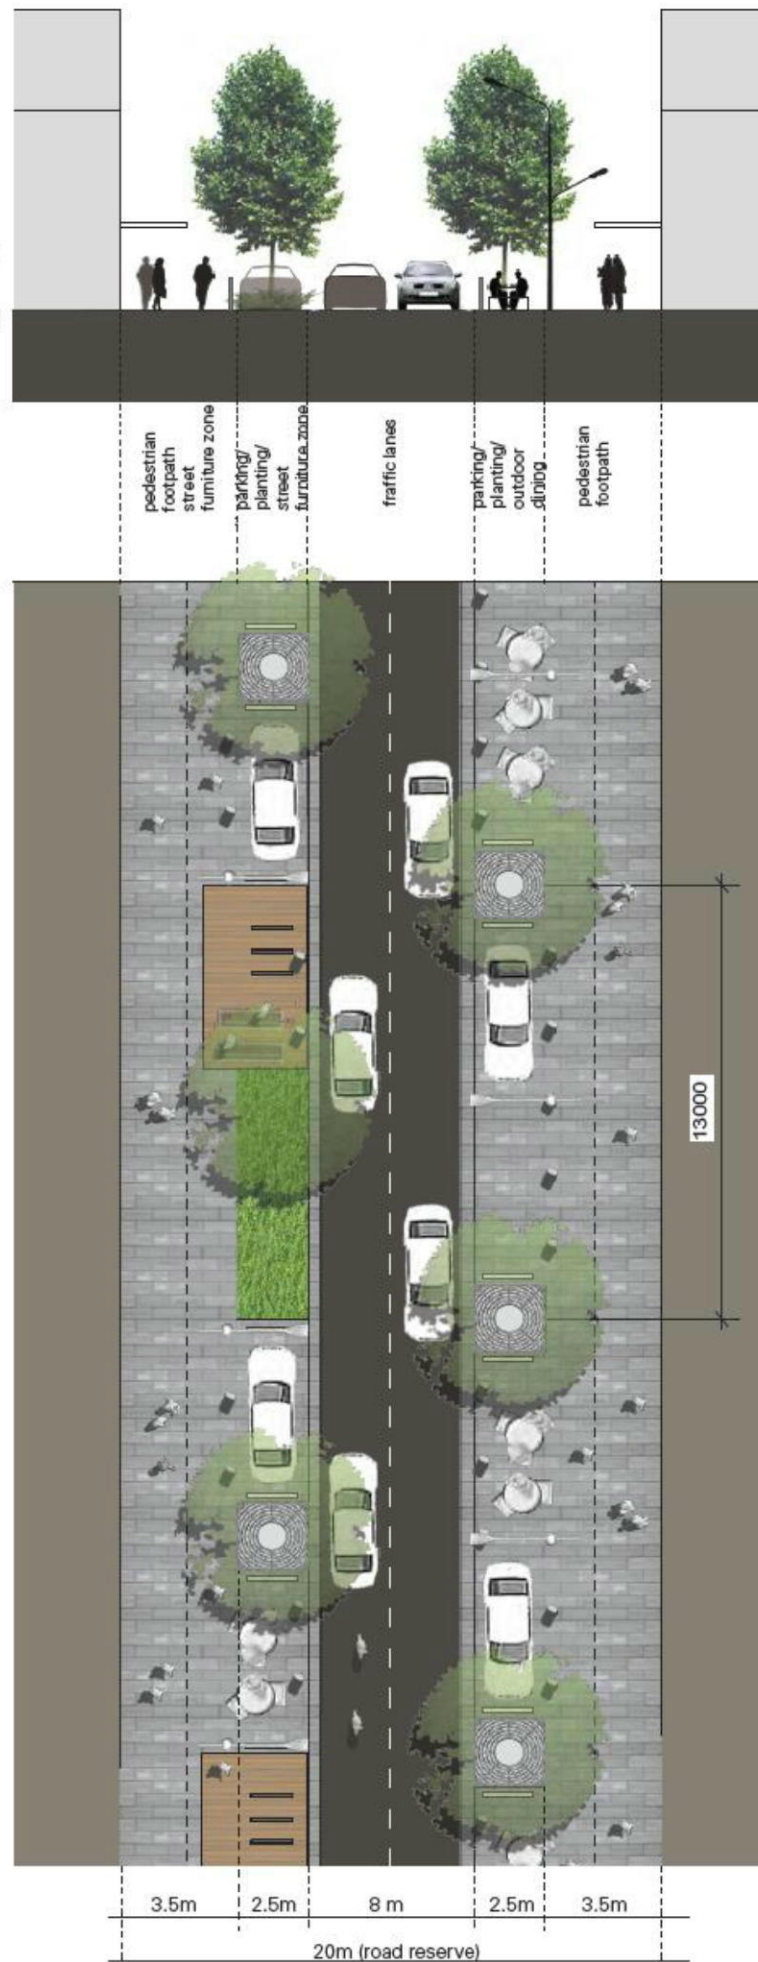 pedestrian
footpath
street
furniture zone
parking/
planting/
street
furniture zone
traffic lanes
parking/
planting/
outdoor
dining
pedestrian
footpath
13000
3.5m
2.5m
8 m
2.5m
3.5m
20m (road reserve)